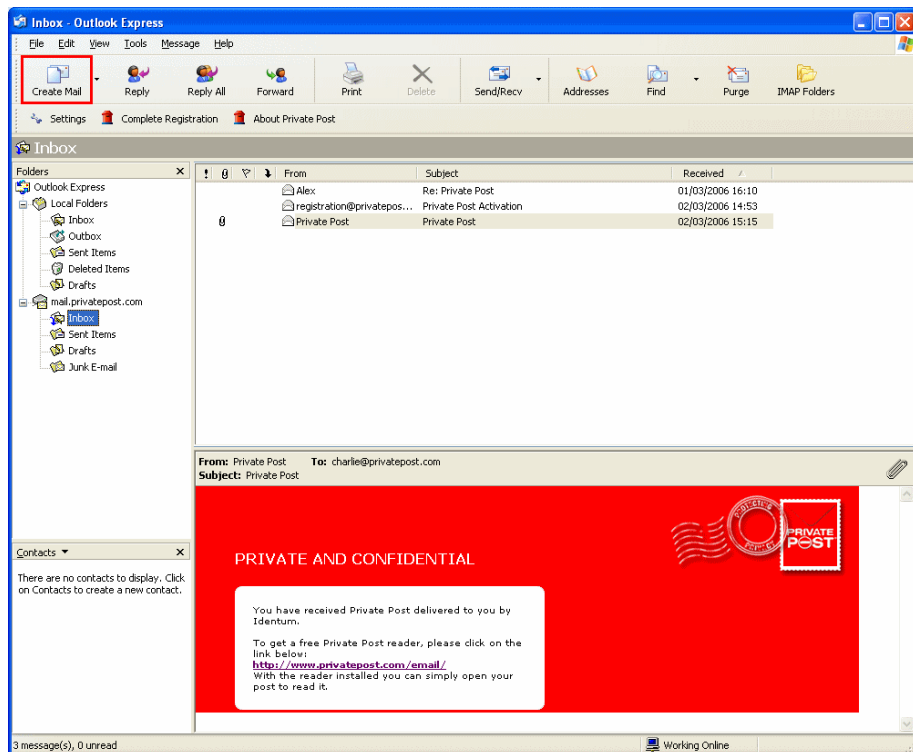 Inbox - Outlook Express
File Edit View Tools Message Help
Create Mail Reply Reply All Forward Print Delete Send/Recv Addresses Find Purge IMAP Folders
Settings Complete Registration About Private Post
Inbox
Folders x
! From Subject Received
Outlook Express
Local Folders
Inbox
Outbox
Sent Items
Deleted Items
Drafts
mail.privatepost.com
Inbox
Sent Items
Drafts
Junk E-mail
Alex Re: Private Post 01/03/2006 16:10
registration@privatepos... Private Post Activation 02/03/2006 14:53
Private Post Private Post 02/03/2006 15:15
From: Private Post To: charlie@privatepost.com
Subject: Private Post
PRIVATE POST
PRIVATE AND CONFIDENTIAL
You have received Private Post delivered to you by
Identum.
To get a free Private Post reader, please click on the
link below:
http://www.privatepost.com/email/
With the reader installed you can simply open your
post to read it.
Contacts x
There are no contacts to display. Click
on Contacts to create a new contact.
3 message(s), 0 unread Working Online